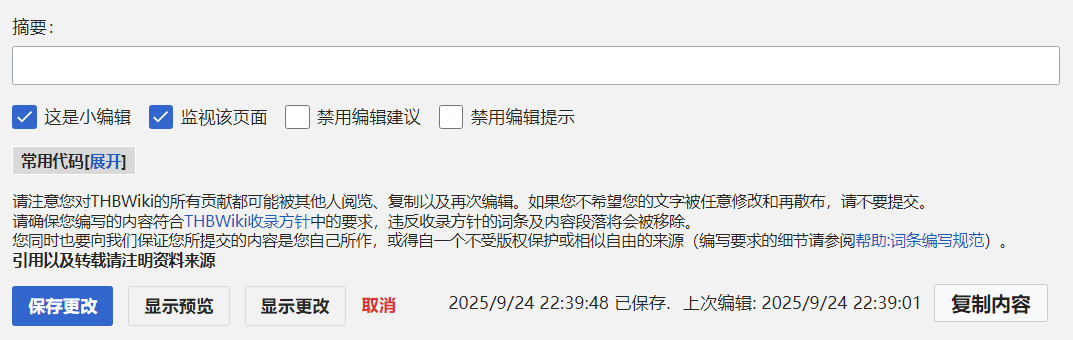 摘要：
这是小编辑 监视该页面 禁用编辑建议 禁用编辑提示
常用代码[展开]
请注意您对THBWiki的所有贡献都可能被其他人阅览、复制以及再次编辑。如果您不希望您的文字被任意修改和再散布，请不要提交。
请确保您编写的内容符合THBWiki收录方针中的要求，违反收录方针的词条及内容段落将会被移除。
您同时也要向我们保证您所提交的内容是您自己所作，或得自一个不受版权保护或相似自由的来源（编写要求的细节请参阅帮助:词条编写规范）。
引用以及转载请注明资料来源
保存更改 显示预览 显示更改 取消 2025/9/24 22:39:48 已保存. 上次编辑: 2025/9/24 22:39:01 复制内容